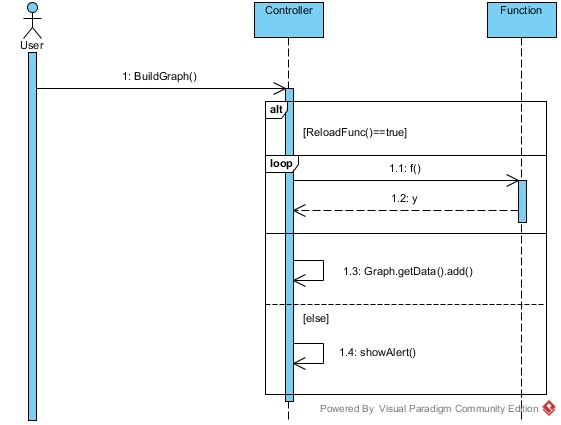 Controller
Function
User
1: BuildGraph()
alt
[ReloadFunc()==true]
loop
1.1: f()
1.2: y
1.3: Graph.getData().add()
[else]
1.4: showAlert()
Powered By Visual Paradigm Community Edition